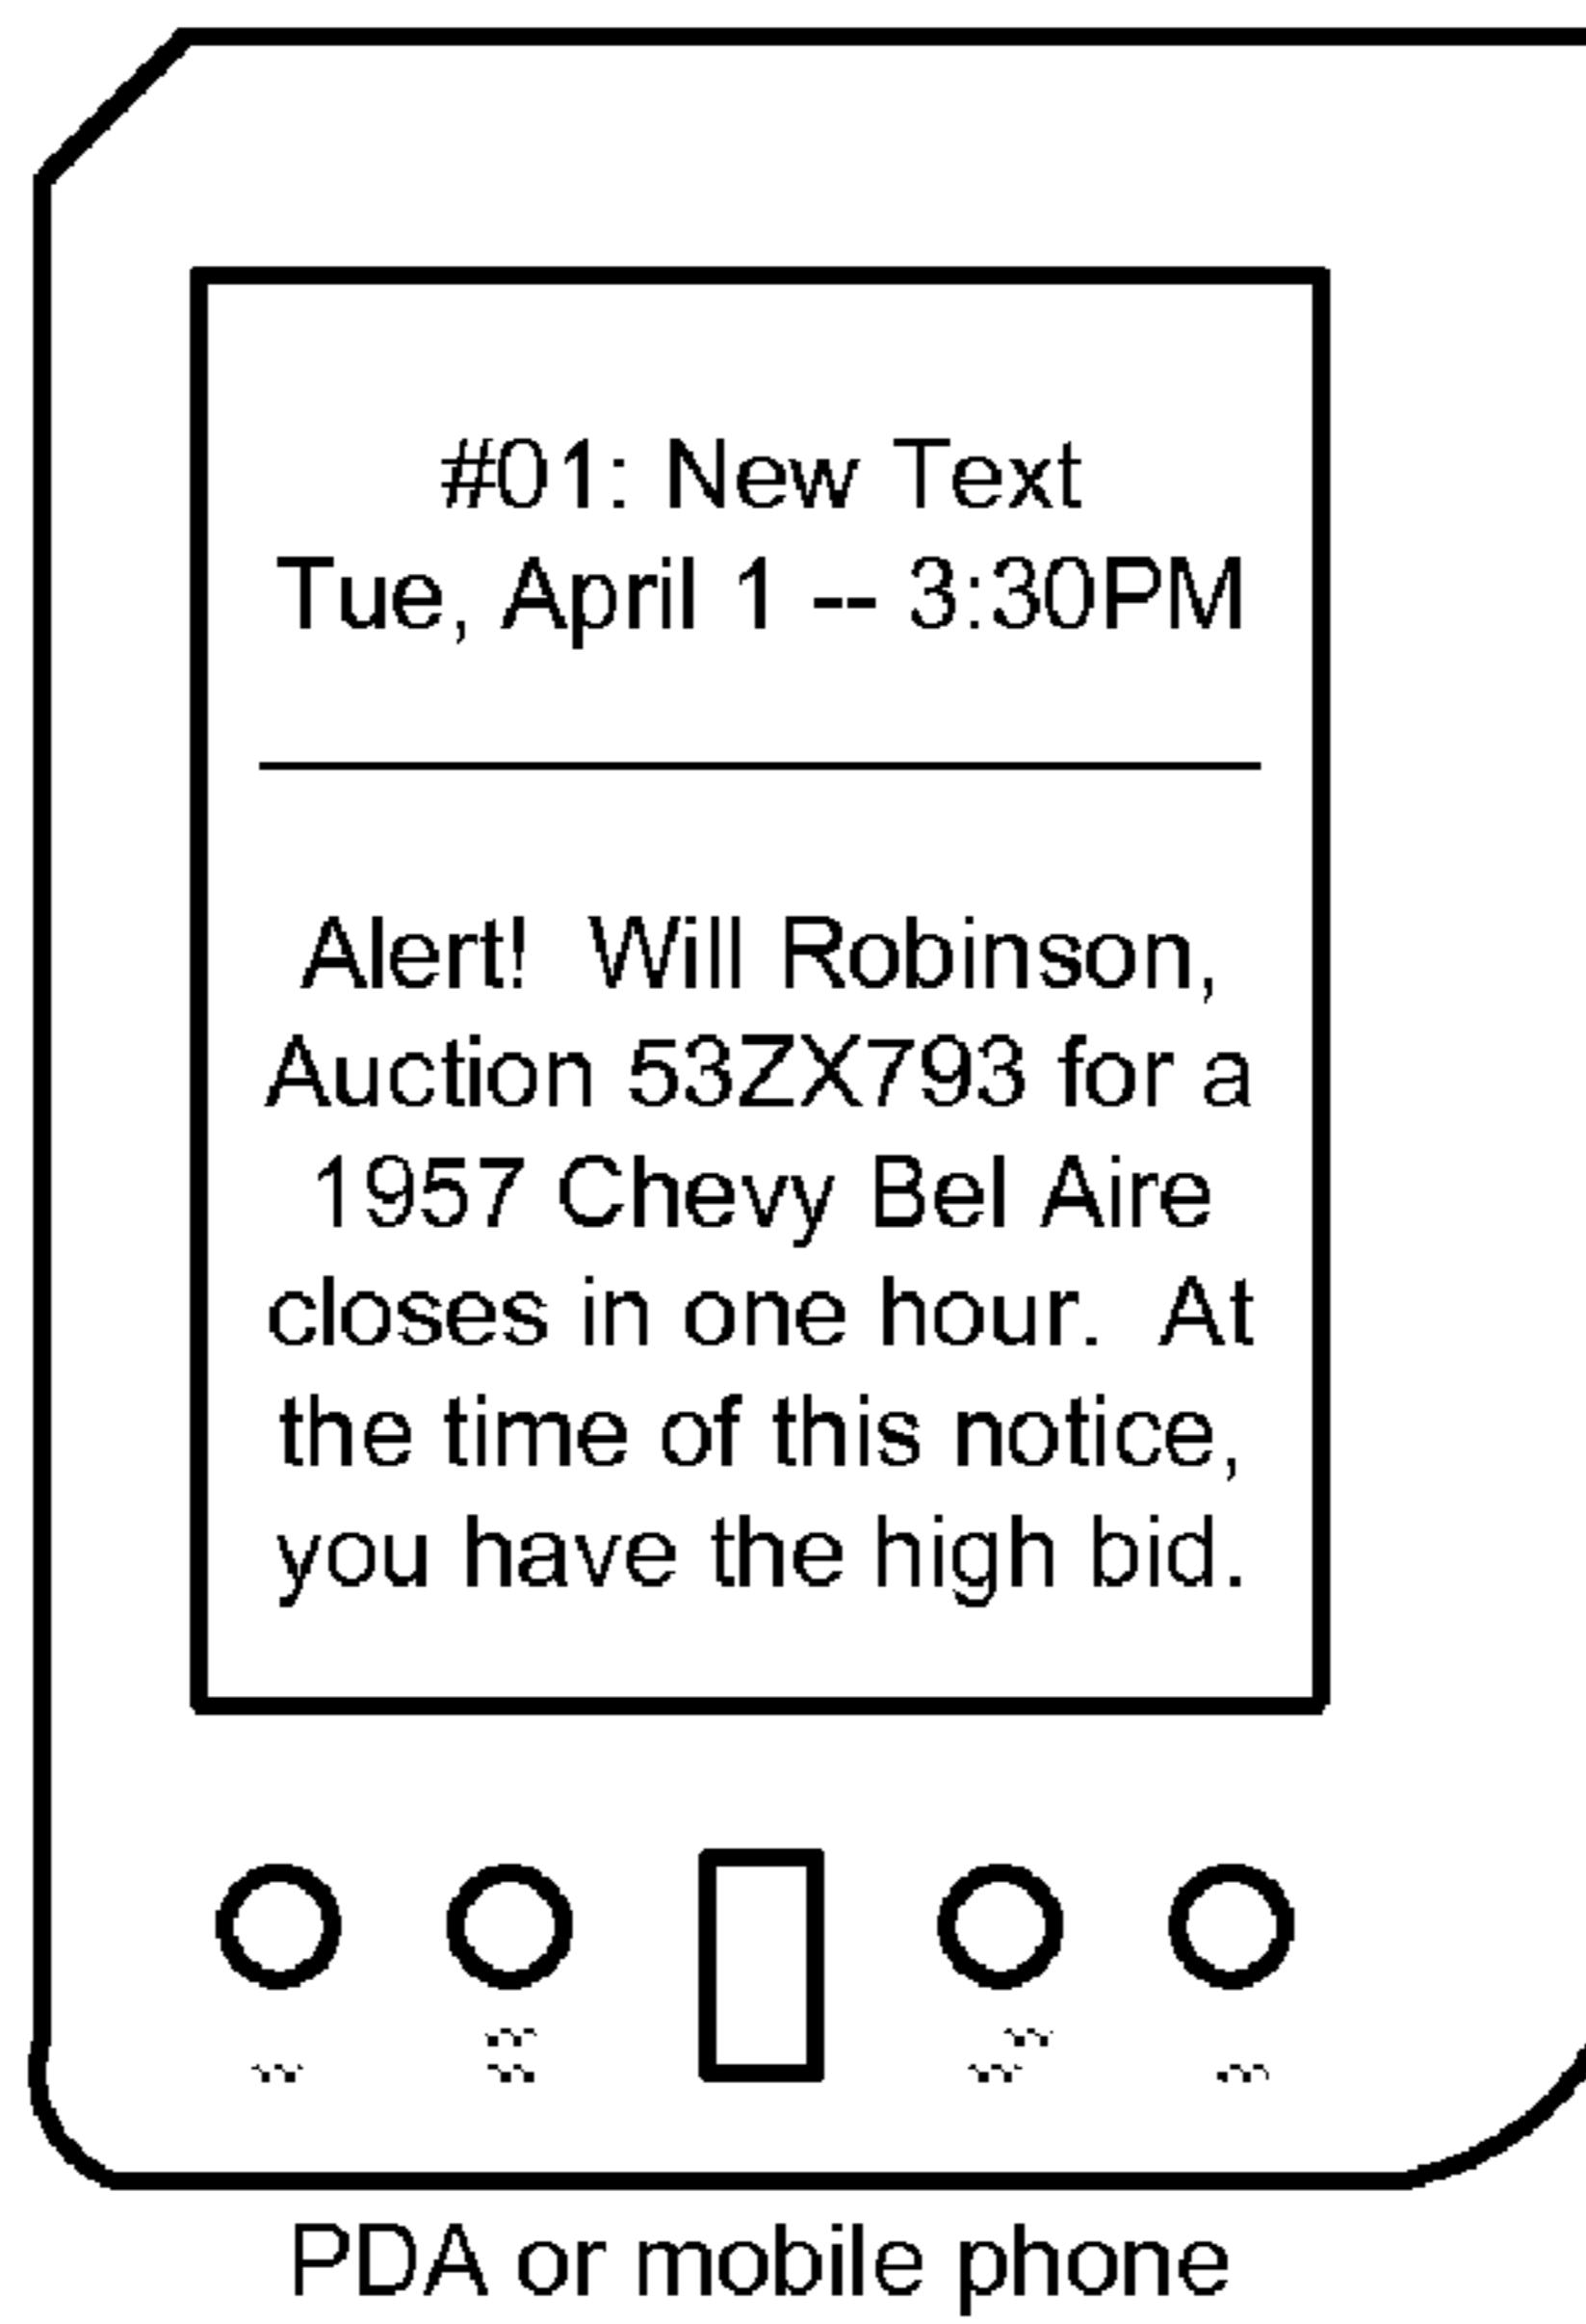 #01: New Text
Tue, April 1 -- 3:30PM
Alert!  Will Robinson,
Auction 53ZX793 for a
1957 Chevy Bel Aire
closes in one hour.  At
the time of this notice,
you have the high bid.
PDA or mobile phone